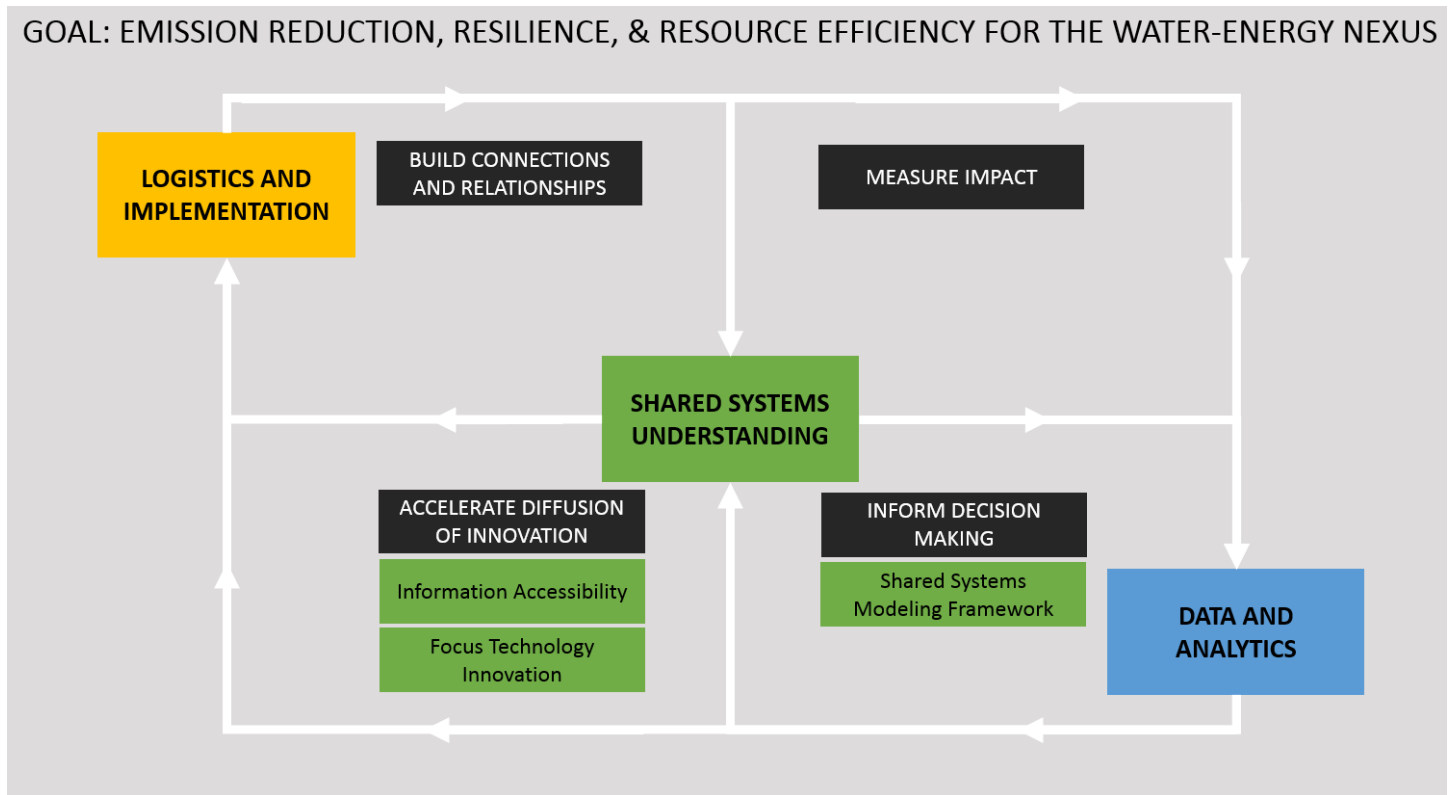 GOAL: EMISSION REDUCTION, RESILIENCE, & RESOURCE EFFICIENCY FOR THE WATER-ENERGY NEXUS
LOGISTICS AND
IMPLEMENTATION
BUILD CONNECTIONS
AND RELATIONSHIPS
MEASURE IMPACT
SHARED SYSTEMS
UNDERSTANDING
ACCELERATE DIFFUSION
OF INNOVATION
Information Accessibility
Focus Technology
Innovation
INFORM DECISION
MAKING
Shared Systems
Modeling Framework
DATA AND
ANALYTICS